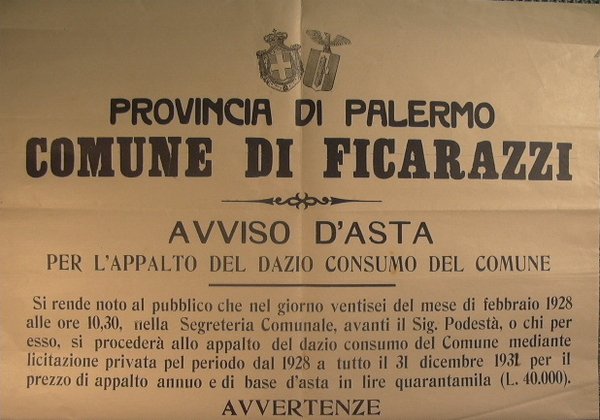 PROVINCIA DI PALERMO
COMUNE DI FICARAZZI
AVVISO D'ASTA
PER L'APPALTO DEL DAZIO CONSUMO DEL COMUNE
Si rende noto al pubblico che nel giorno ventisei del mese di febbraio 1928
alle ore 10,30, nella Segreteria Comunale, avanti il Sig. Podestà, o chi per
esso, si procederà allo appalto del dazio consumo del Comune mediante
licitazione privata pel periodo dal 1928 a tutto il 31 dicembre 1931 per il
prezzo di appalto annuo e di base d'asta in lire quarantamila (L. 40.000).
AVVERTENZE